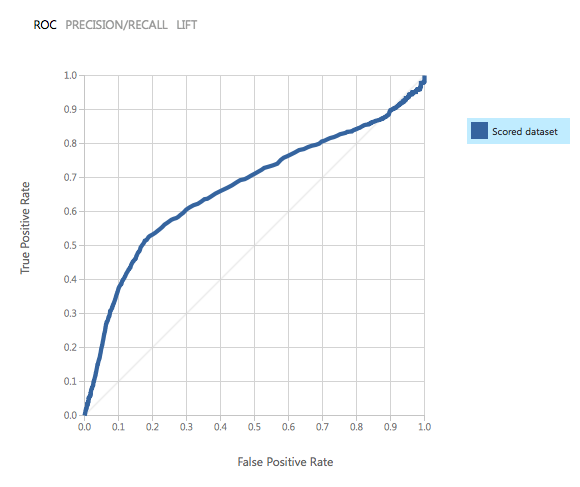 ROC PRECISION/RECALL LIFT
1.0
0.9
0.8
0.7
0.6
0.5
0.4
0.3
0.2
0.1
0.0
True Positive Rate
0.0 0.1 0.2 0.3 0.4 0.5 0.6 0.7 0.8 0.9 1.0
False Positive Rate
Scored dataset